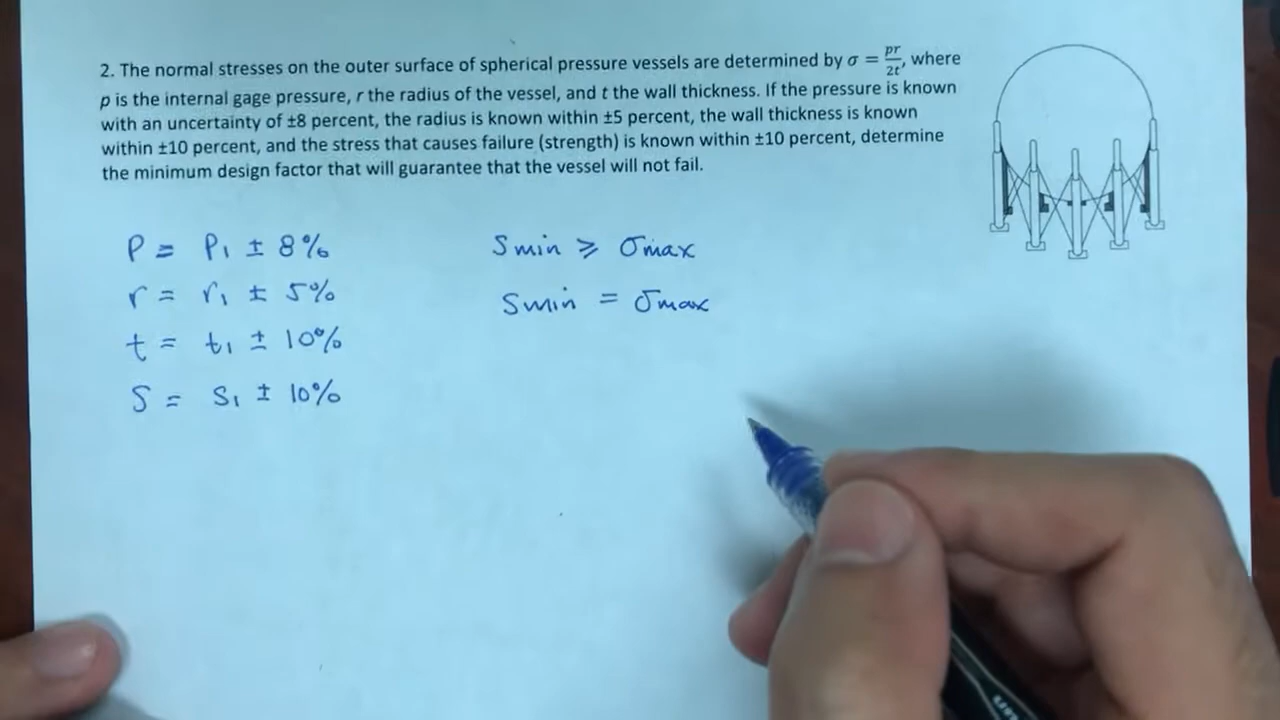 2. The normal stresses on the outer surface of spherical pressure vessels are determined by σ = pr/2t, where
p is the internal gage pressure, r the radius of the vessel, and t the wall thickness. If the pressure is known
with an uncertainty of ±8 percent, the radius is known within ±5 percent, the wall thickness is known
within ±10 percent, and the stress that causes failure (strength) is known within ±10 percent, determine
the minimum design factor that will guarantee that the vessel will not fail.
P = P₁ ± 8%
r = r₁ ± 5%
t = t₁ ± 10%
S = S₁ ± 10%
Smin ⩾ σmax
Smin = σmax